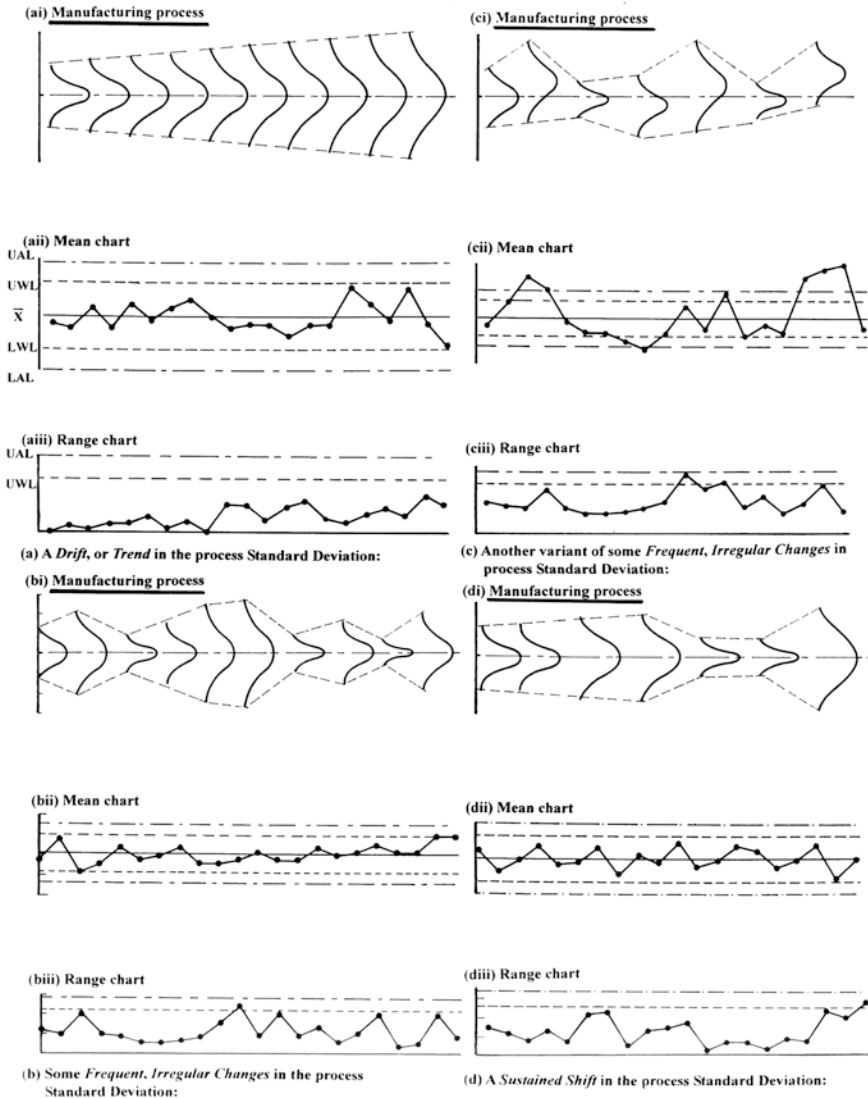 (ai) Manufacturing process
(aii) Mean chart
UAL
UWL
X̄
LWL
LAL
(aiii) Range chart
UAL
UWL
(a) A Drift, or Trend in the process Standard Deviation:
(ci) Manufacturing process
(cii) Mean chart
(ciii) Range chart
(c) Another variant of some Frequent, Irregular Changes in
process Standard Deviation:
(bi) Manufacturing process
(bii) Mean chart
(biii) Range chart
(b) Some Frequent, Irregular Changes in the process
Standard Deviation:
(di) Manufacturing process
(dii) Mean chart
(diii) Range chart
(d) A Sustained Shift in the process Standard Deviation: